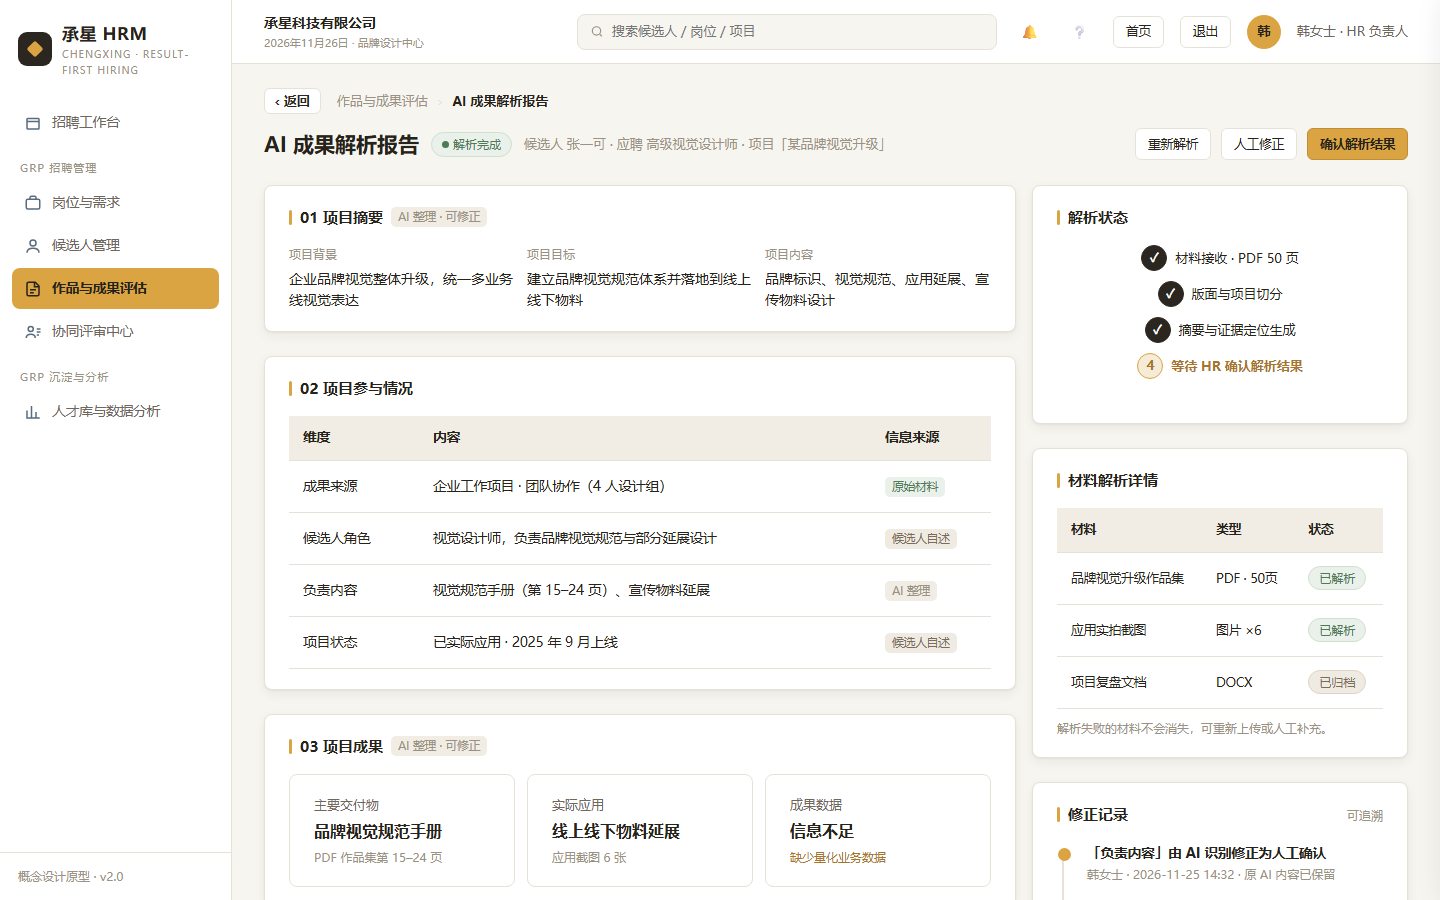 承星 HRM
CHENGXING · RESULT-
FIRST HIRING
招聘工作台
GRP 招聘管理
岗位与需求
候选人管理
作品与成果评估
协同评审中心
GRP 沉淀与分析
人才库与数据分析
概念设计原型 · v2.0
承星科技有限公司
2026年11月26日 · 品牌设计中心
搜索候选人 / 岗位 / 项目
?
首页
退出
韩
韩女士 · HR 负责人
‹ 返回
作品与成果评估 › AI 成果解析报告
AI 成果解析报告
解析完成
候选人 张一可 · 应聘 高级视觉设计师 · 项目「某品牌视觉升级」
重新解析
人工修正
确认解析结果
01 项目摘要
AI 整理 · 可修正
项目背景
企业品牌视觉整体升级，统一多业务
线视觉表达
项目目标
建立品牌视觉规范体系并落地到线上
线下物料
项目内容
品牌标识、视觉规范、应用延展、宣
传物料设计
02 项目参与情况
维度 内容 信息来源
成果来源 企业工作项目 · 团队协作（4 人设计组） 原始材料
候选人角色 视觉设计师，负责品牌视觉规范与部分延展设计 候选人自述
负责内容 视觉规范手册（第 15–24 页）、宣传物料延展 AI 整理
项目状态 已实际应用 · 2025 年 9 月上线 候选人自述
03 项目成果
AI 整理 · 可修正
主要交付物
品牌视觉规范手册
PDF 作品集第 15–24 页
实际应用
线上线下物料延展
应用截图 6 张
成果数据
信息不足
缺少量化业务数据
解析状态
✓ 材料接收 · PDF 50 页
✓ 版面与项目切分
✓ 摘要与证据定位生成
4 等待 HR 确认解析结果
材料解析详情
材料 类型 状态
品牌视觉升级作品集 PDF · 50页 已解析
应用实拍截图 图片 ×6 已解析
项目复盘文档 DOCX 已归档
解析失败的材料不会消失，可重新上传或人工补充。
修正记录
可追溯
「负责内容」由 AI 识别修正为人工确认
韩女士 · 2026-11-25 14:32 · 原 AI 内容已保留